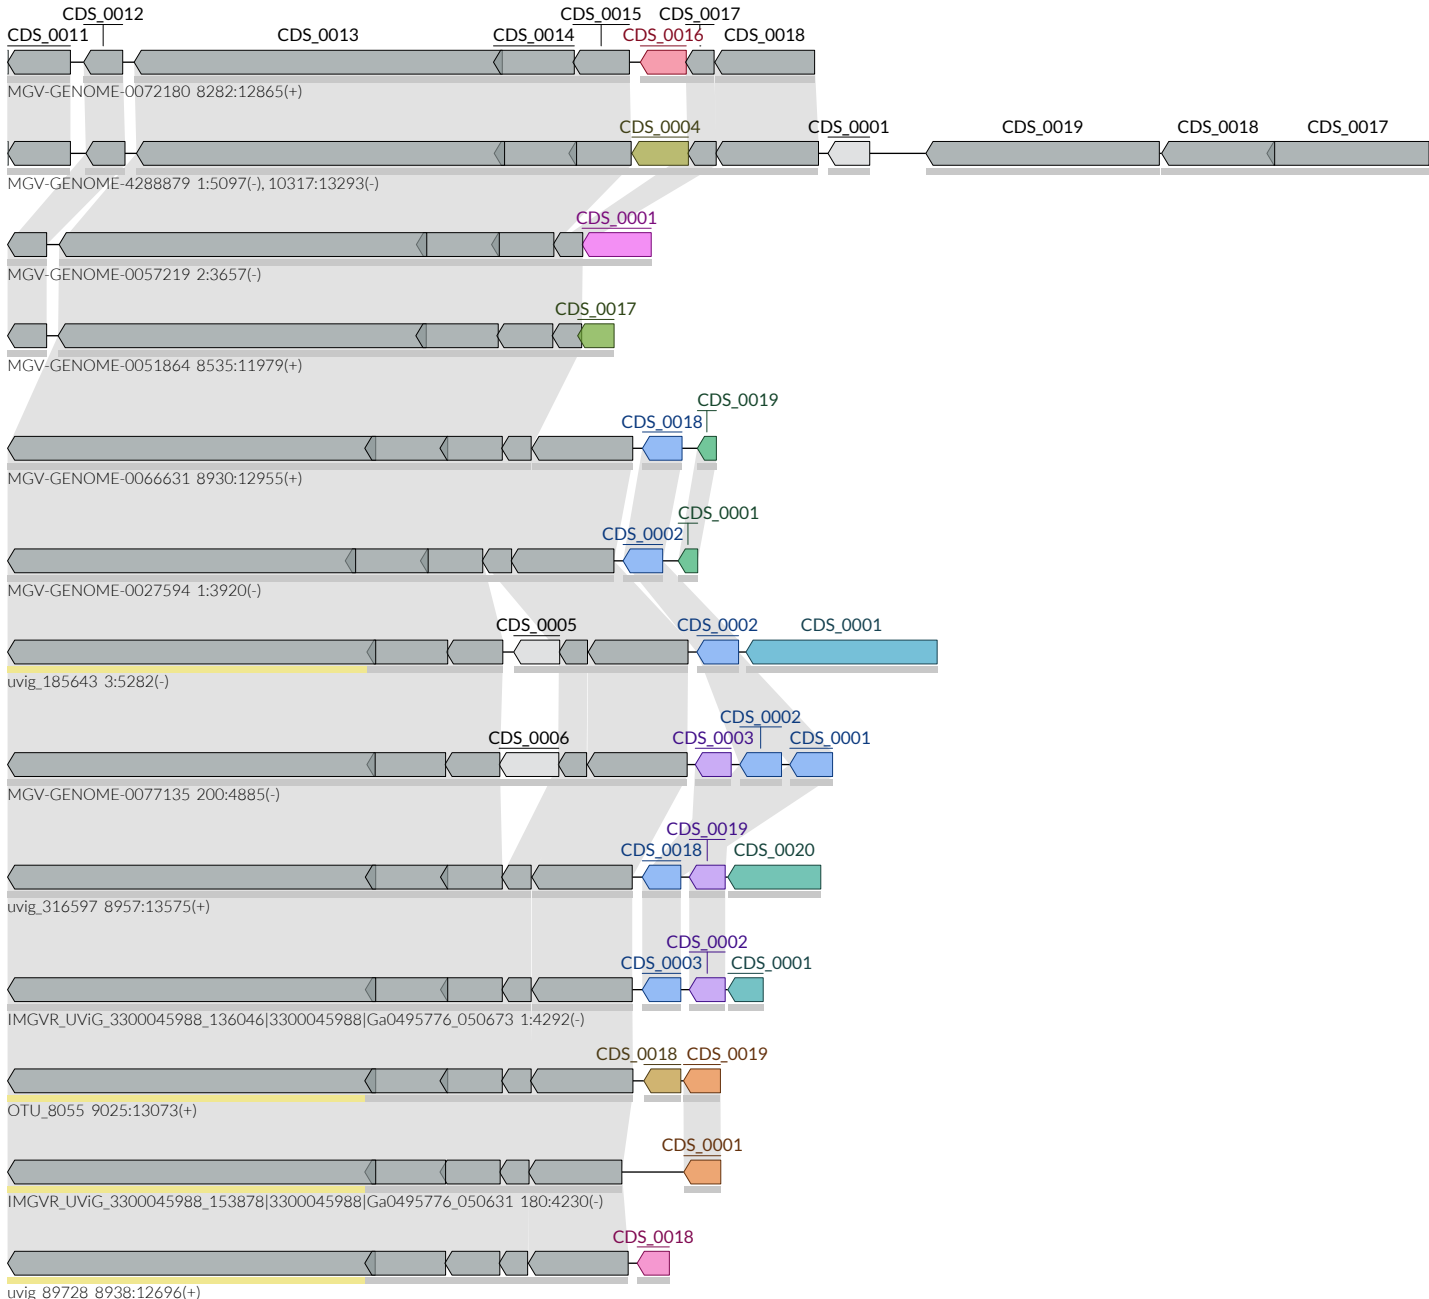 CDS_0011 CDS_0012 CDS_0013 CDS_0014 CDS_0015 CDS_0016 CDS_0017 CDS_0018
MGV-GENOME-0072180 8282:12865(+)
CDS_0004 CDS_0001 CDS_0019 CDS_0018 CDS_0017
MGV-GENOME-4288879 1:5097(-), 10317:13293(-)
CDS_0001
MGV-GENOME-0057219 2:3657(-)
CDS_0017
MGV-GENOME-0051864 8535:11979(+)
CDS_0019
CDS_0018
MGV-GENOME-0066631 8930:12955(+)
CDS_0001
CDS_0002
MGV-GENOME-0027594 1:3920(-)
CDS_0005 CDS_0002 CDS_0001
uvig_185643 3:5282(-)
CDS_0002
CDS_0006 CDS_0003 CDS_0001
MGV-GENOME-0077135 200:4885(-)
CDS_0019
CDS_0018 CDS_0020
uvig_316597 8957:13575(+)
CDS_0002
CDS_0003 CDS_0001
IMGVR_UViG_3300045988_136046|3300045988|Ga0495776_050673 1:4292(-)
CDS_0018 CDS_0019
OTU_8055 9025:13073(+)
CDS_0001
IMGVR_UViG_3300045988_153878|3300045988|Ga0495776_050631 180:4230(-)
CDS_0018
uvig_89728 8938:12696(+)